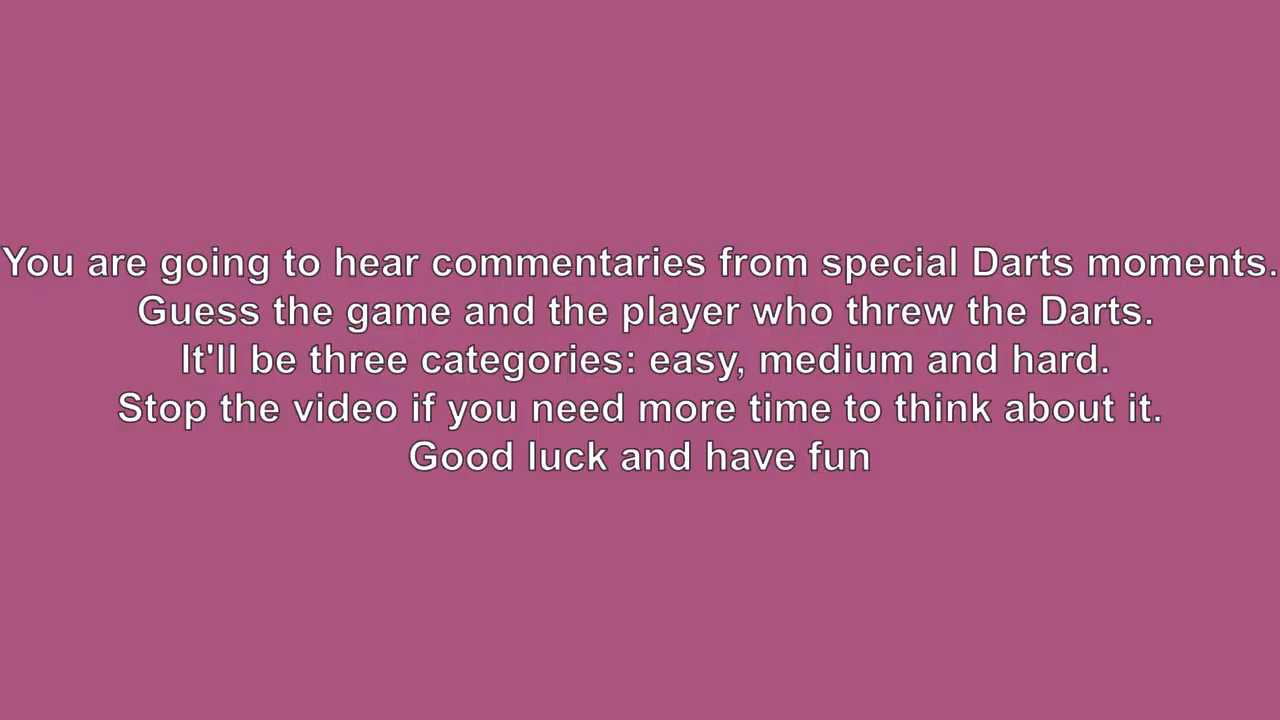 You are going to hear commentaries from special Darts moments.
Guess the game and the player who threw the Darts.
It'll be three categories: easy, medium and hard.
Stop the video if you need more time to think about it.
Good luck and have fun